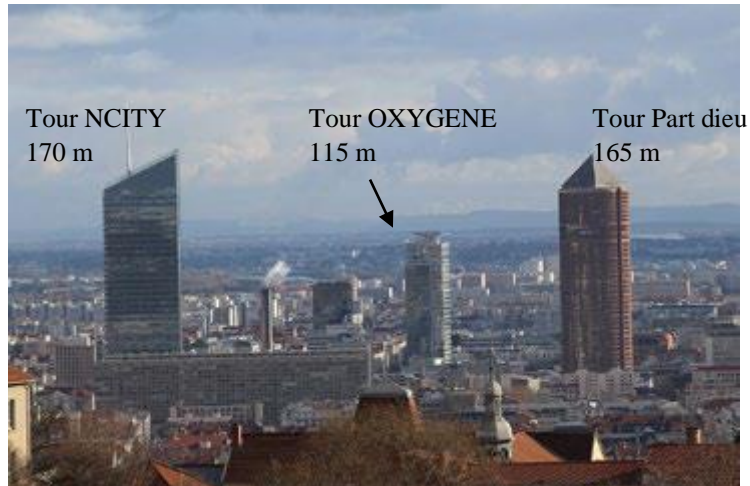 Tour NCITY
170 m
Tour OXYGENE
115 m
Tour Part dieu
165 m